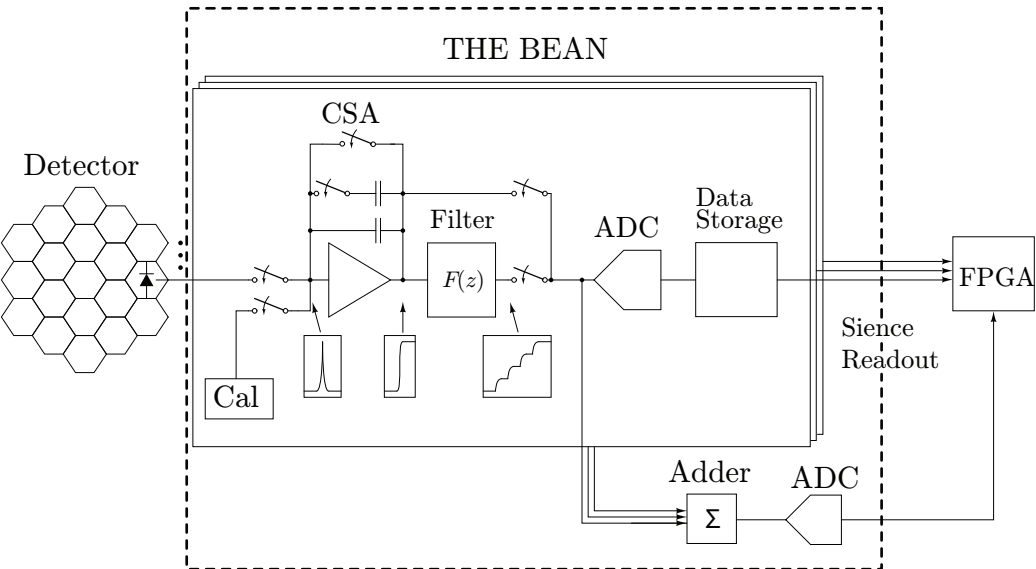 THE BEAN
CSA
Detector
Filter
Data
Storage
ADC
F(z)
FPGA
Sience
Readout
Cal
Adder
ADC
Σ